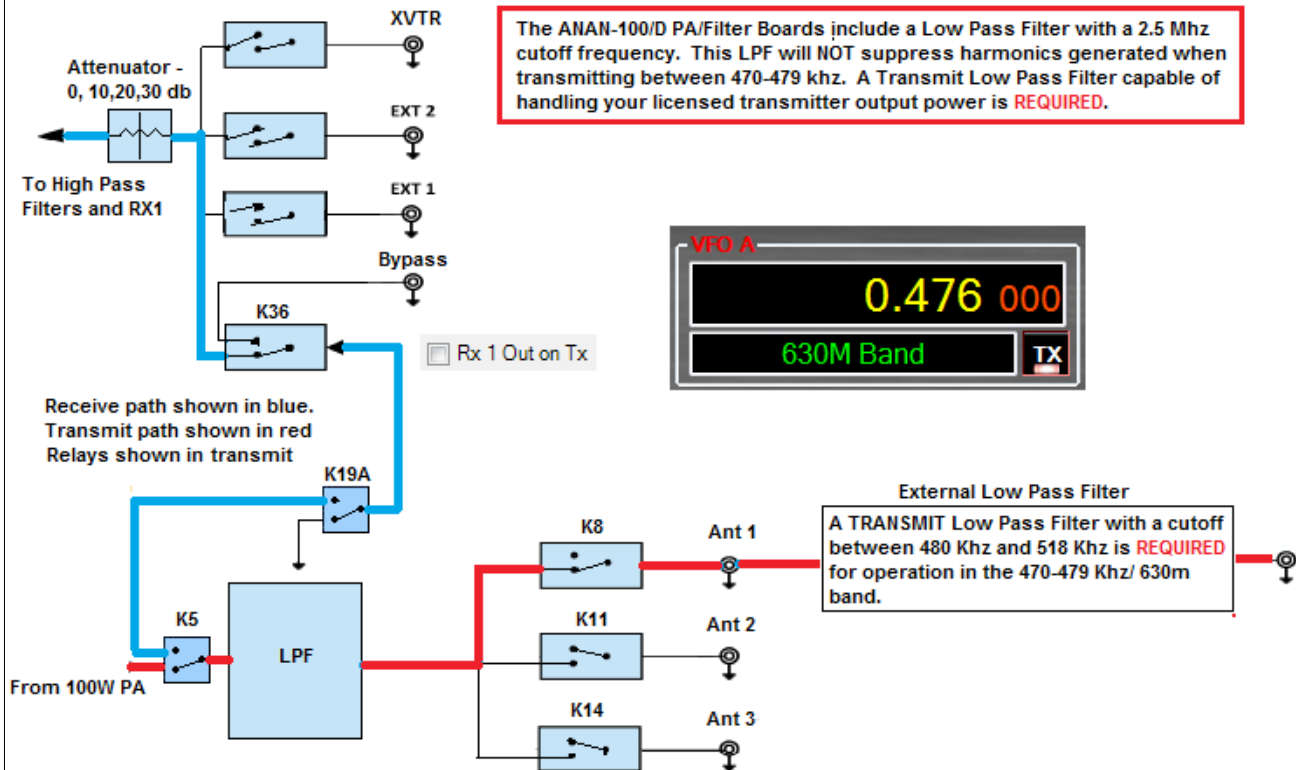 XVTR
The ANAN-100/D PA/Filter Boards include a Low Pass Filter with a 2.5 Mhz
cutoff frequency. This LPF will NOT suppress harmonics generated when
transmitting between 470-479 khz. A Transmit Low Pass Filter capable of
handling your licensed transmitter output power is REQUIRED.
Attenuator -
0, 10,20,30 db
EXT 2
To High Pass
Filters and RX1
EXT 1
Bypass
VFO A
0.476 000
630M Band
TX
K36
Rx 1 Out on Tx
Receive path shown in blue.
Transmit path shown in red
Relays shown in transmit
K19A
External Low Pass Filter
A TRANSMIT Low Pass Filter with a cutoff
between 480 Khz and 518 Khz is REQUIRED
for operation in the 470-479 Khz/ 630m
band.
K8
Ant 1
K5
LPF
K11
Ant 2
From 100W PA
K14
Ant 3